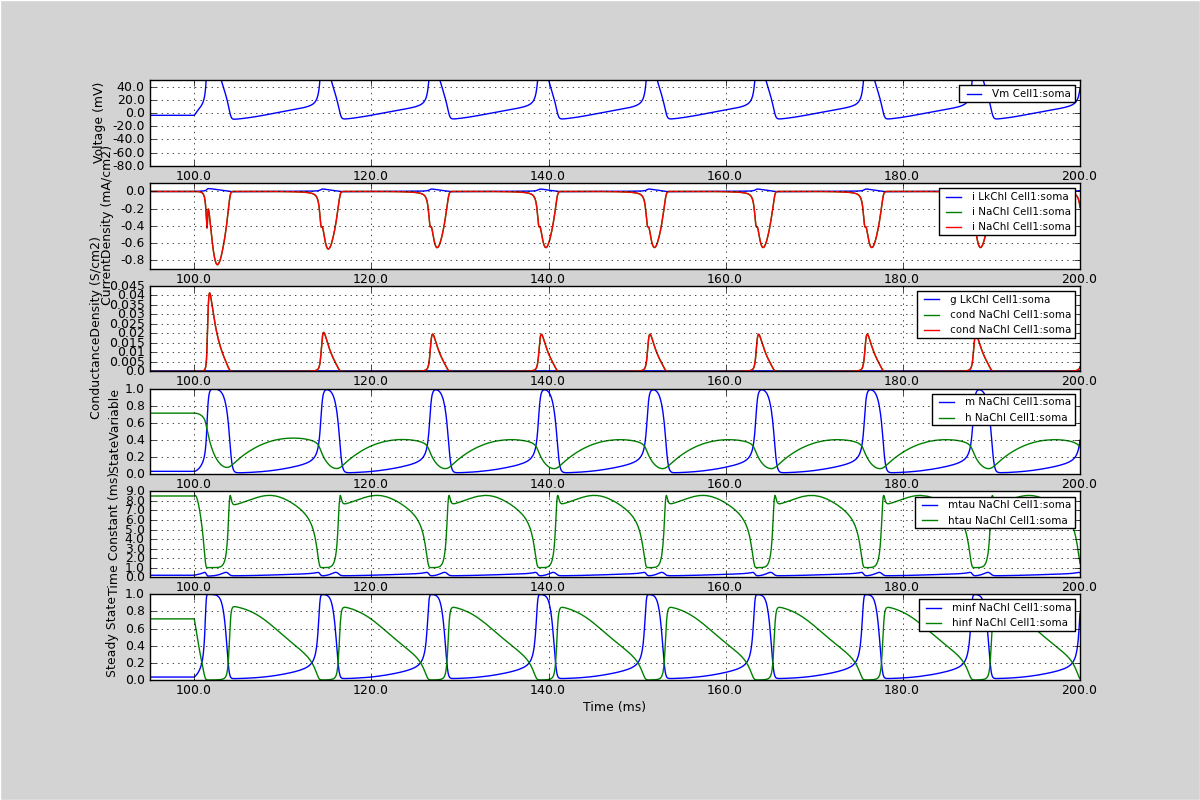 Voltage (mV)
40.0
20.0
0.0
-20.0
-40.0
-60.0
-80.0
Vm Cell1:soma
100.0 120.0 140.0 160.0 180.0 200.0
CurrentDensity (mA/cm2)
0.0
-0.2
-0.4
-0.6
-0.8
i LkChl Cell1:soma
i NaChl Cell1:soma
i NaChl Cell1:soma
100.0 120.0 140.0 160.0 180.0 200.0
ConductanceDensity (S/cm2)
0.045
0.04
0.035
0.03
0.025
0.02
0.015
0.01
0.005
0.0
g LkChl Cell1:soma
cond NaChl Cell1:soma
cond NaChl Cell1:soma
100.0 120.0 140.0 160.0 180.0 200.0
StateVariable
1.0
0.8
0.6
0.4
0.2
0.0
m NaChl Cell1:soma
h NaChl Cell1:soma
100.0 120.0 140.0 160.0 180.0 200.0
Time Constant (ms)
9.0
8.0
7.0
6.0
5.0
4.0
3.0
2.0
1.0
0.0
mtau NaChl Cell1:soma
htau NaChl Cell1:soma
100.0 120.0 140.0 160.0 180.0 200.0
Steady State
1.0
0.8
0.6
0.4
0.2
0.0
minf NaChl Cell1:soma
hinf NaChl Cell1:soma
100.0 120.0 140.0 160.0 180.0 200.0
Time (ms)